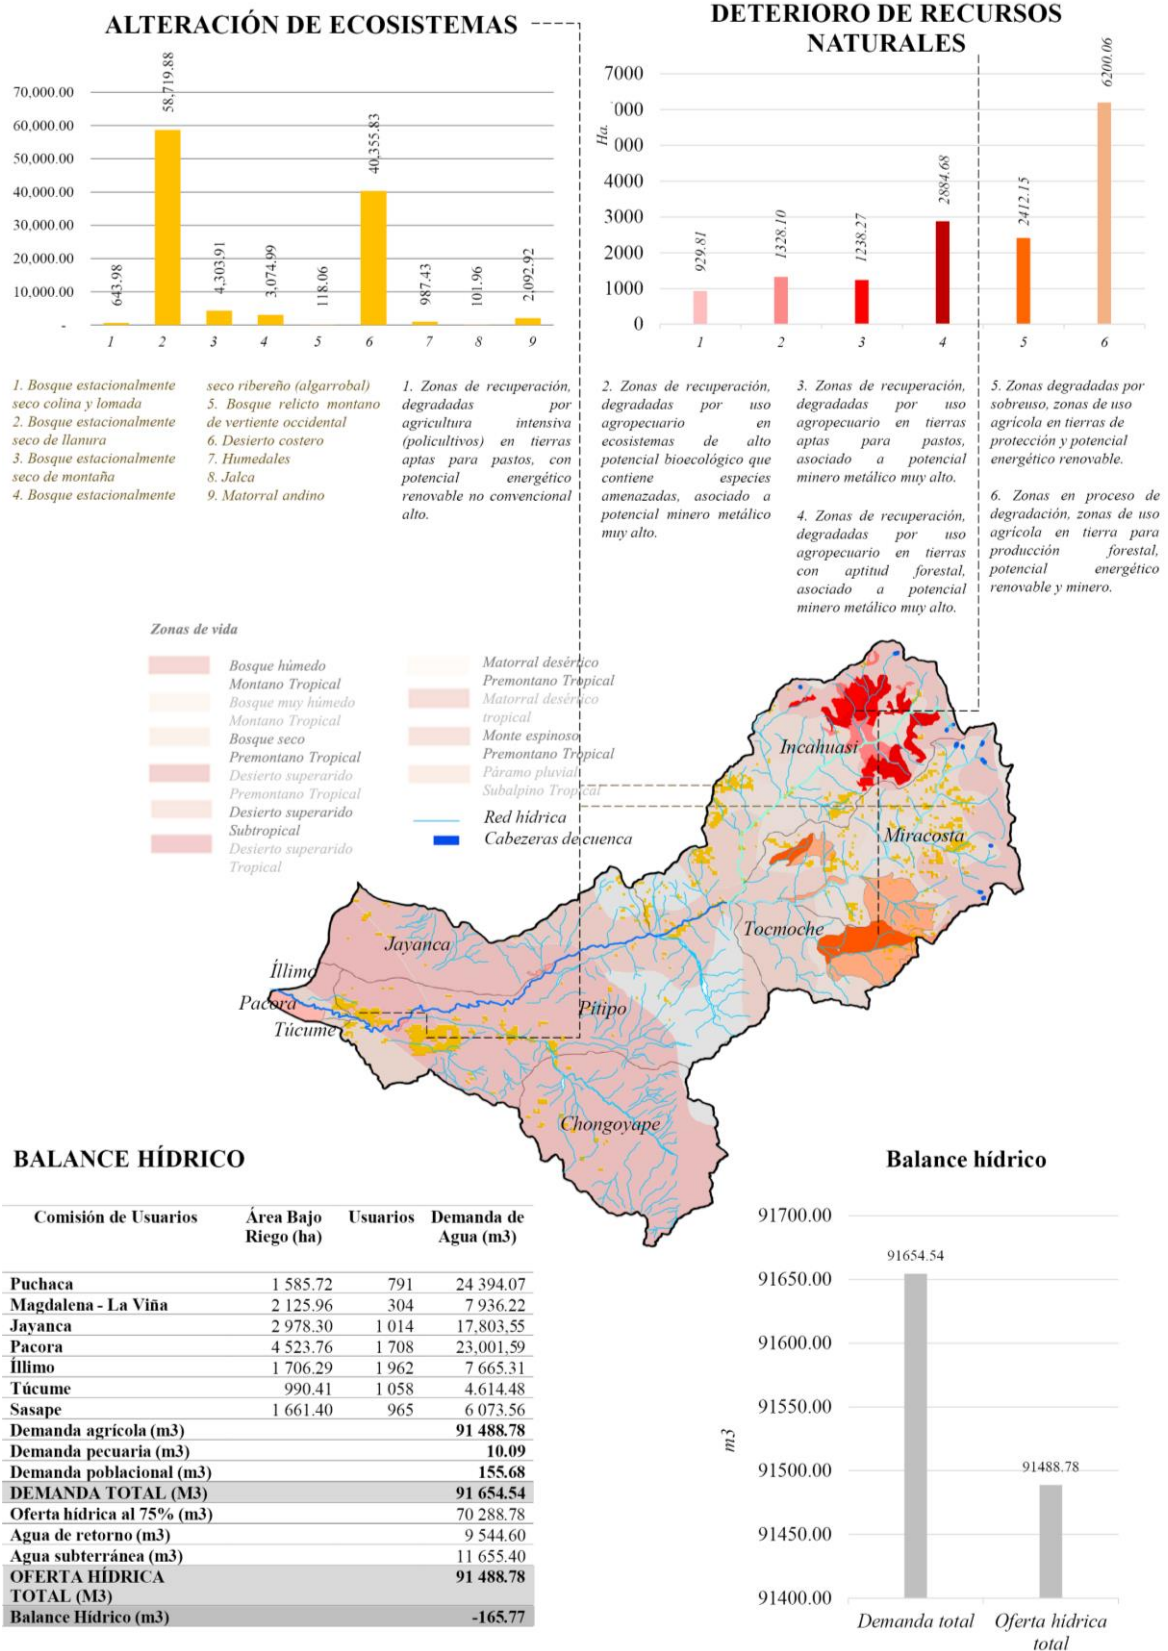 ALTERACIÓN DE ECOSISTEMAS
70,000.00
60,000.00
50,000.00
40,000.00
30,000.00
20,000.00
10,000.00
-
643.98
58,719.88
4,303.91
3,074.99
118.06
40,355.83
987.43
101.96
2,092.92
1 2 3 4 5 6 7 8 9
1. Bosque estacionalmente
seco colina y lomada
2. Bosque estacionalmente
seco de llanura
3. Bosque estacionalmente
seco de montaña
4. Bosque estacionalmente
seco ribereño (algarrobal)
5. Bosque relicto montano
de vertiente occidental
6. Desierto costero
7. Humedales
8. Jalca
9. Matorral andino
DETERIORO DE RECURSOS
NATURALES
Ha.
7000
000
000
4000
3000
2000
1000
0
929.81
1328.10
1238.27
2884.68
2412.15
6200.06
1 2 3 4 5 6
1. Zonas de recuperación,
degradadas por
agricultura intensiva
(policultivos) en tierras
aptas para pastos, con
potencial energético
renovable no convencional
alto.
2. Zonas de recuperación,
degradadas por uso
agropecuario en
ecosistemas de alto
potencial bioecológico que
contiene especies
amenazadas, asociado a
potencial minero metálico
muy alto.
3. Zonas de recuperación,
degradadas por uso
agropecuario en tierras
aptas para pastos,
asociado a potencial
minero metálico muy alto.
4. Zonas de recuperación,
degradadas por uso
agropecuario en tierras
con aptitud forestal,
asociado a potencial
minero metálico muy alto.
5. Zonas degradadas por
sobreuso, zonas de uso
agrícola en tierras de
protección y potencial
energético renovable.
6. Zonas en proceso de
degradación, zonas de uso
agrícola en tierra para
producción forestal,
potencial energético
renovable y minero.
Zonas de vida
Bosque húmedo
Montano Tropical
Bosque muy húmedo
Montano Tropical
Bosque seco
Premontano Tropical
Desierto superarido
Premontano Tropical
Desierto superarido
Subtropical
Desierto superarido
Tropical
Matorral desértico
Premontano Tropical
Matorral desértico
tropical
Monte espinoso
Premontano Tropical
Páramo pluvial
Subalpino Tropical
Red hídrica
Cabezeras de cuenca
Incahuasi
Miracosta
Tocmoche
Jayanca
Íllimo
Pacora
Túcume
Pítipo
Chongoyape
BALANCE HÍDRICO
Comisión de Usuarios Área Bajo Usuarios Demanda de
Riego (ha) Agua (m3)
Puchaca 1 585.72 791 24 394.07
Magdalena - La Viña 2 125.96 304 7 936.22
Jayanca 2 978.30 1 014 17,803,55
Pacora 4 523.76 1 708 23,001,59
Íllimo 1 706.29 1 962 7 665.31
Túcume 990.41 1 058 4.614.48
Sasape 1 661.40 965 6 073.56
Demanda agrícola (m3) 91 488.78
Demanda pecuaria (m3) 10.09
Demanda poblacional (m3) 155.68
DEMANDA TOTAL (M3) 91 654.54
Oferta hídrica al 75% (m3) 70 288.78
Agua de retorno (m3) 9 544.60
Agua subterránea (m3) 11 655.40
OFERTA HÍDRICA 91 488.78
TOTAL (M3)
Balance Hídrico (m3) -165.77
Balance hídrico
m3
91700.00
91650.00
91600.00
91550.00
91500.00
91450.00
91400.00
91654.54
91488.78
Demanda total Oferta hídrica
total